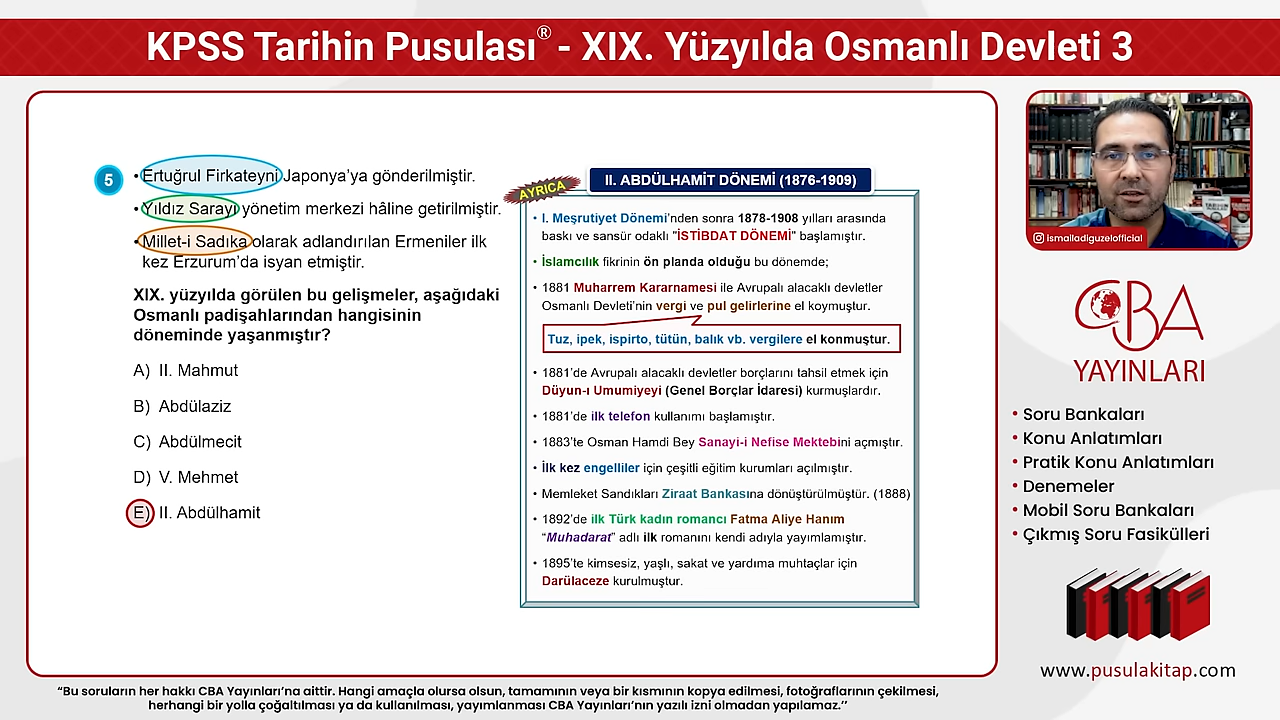 KPSS Tarihin Pusulası® - XIX. Yüzyılda Osmanlı Devleti 3
5
• Ertuğrul Firkateyni Japonya'ya gönderilmiştir.
• Yıldız Sarayı yönetim merkezi hâline getirilmiştir.
• Millet-i Sadıka olarak adlandırılan Ermeniler ilk
kez Erzurum'da isyan etmiştir.
XIX. yüzyılda görülen bu gelişmeler, aşağıdaki
Osmanlı padişahlarından hangisinin
döneminde yaşanmıştır?
A) II. Mahmut
B) Abdülaziz
C) Abdülmecit
D) V. Mehmet
E) II. Abdülhamit
AYRICA
II. ABDÜLHAMİT DÖNEMİ (1876-1909)
• I. Meşrutiyet Dönemi'nden sonra 1878-1908 yılları arasında
baskı ve sansür odaklı "İSTİBDAT DÖNEMİ" başlamıştır.
• İslamcılık fikrinin ön planda olduğu bu dönemde;
• 1881 Muharrem Kararnamesi ile Avrupalı alacaklı devletler
Osmanlı Devleti'nin vergi ve pul gelirlerine el koymuştur.
Tuz, ipek, ispirto, tütün, balık vb. vergilere el konmuştur.
• 1881'de Avrupalı alacaklı devletler borçlarını tahsil etmek için
Düyun-ı Umumiyeyi (Genel Borçlar İdaresi) kurmuşlardır.
• 1881'de ilk telefon kullanımı başlamıştır.
• 1883'te Osman Hamdi Bey Sanayi-i Nefise Mektebini açmıştır.
• İlk kez engelliler için çeşitli eğitim kurumları açılmıştır.
• Memleket Sandıkları Ziraat Bankasına dönüştürülmüştür. (1888)
• 1892'de ilk Türk kadın romancı Fatma Aliye Hanım
“Muhadarat” adlı ilk romanını kendi adıyla yayımlamıştır.
• 1895'te kimsesiz, yaşlı, sakat ve yardıma muhtaçlar için
Darülaceze kurulmuştur.
ismailadiguzelofficial
CBA
YAYINLARI
• Soru Bankaları
• Konu Anlatımları
• Pratik Konu Anlatımları
• Denemeler
• Mobil Soru Bankaları
• Çıkmış Soru Fasikülleri
www.pusulakitap.com
“Bu soruların her hakkı CBA Yayınları’na aittir. Hangi amaçla olursa olsun, tamamının veya bir kısmının kopya edilmesi, fotoğraflarının çekilmesi,
herhangi bir yolla çoğaltılması ya da kullanılması, yayımlanması CBA Yayınları’nın yazılı izni olmadan yapılamaz.’’